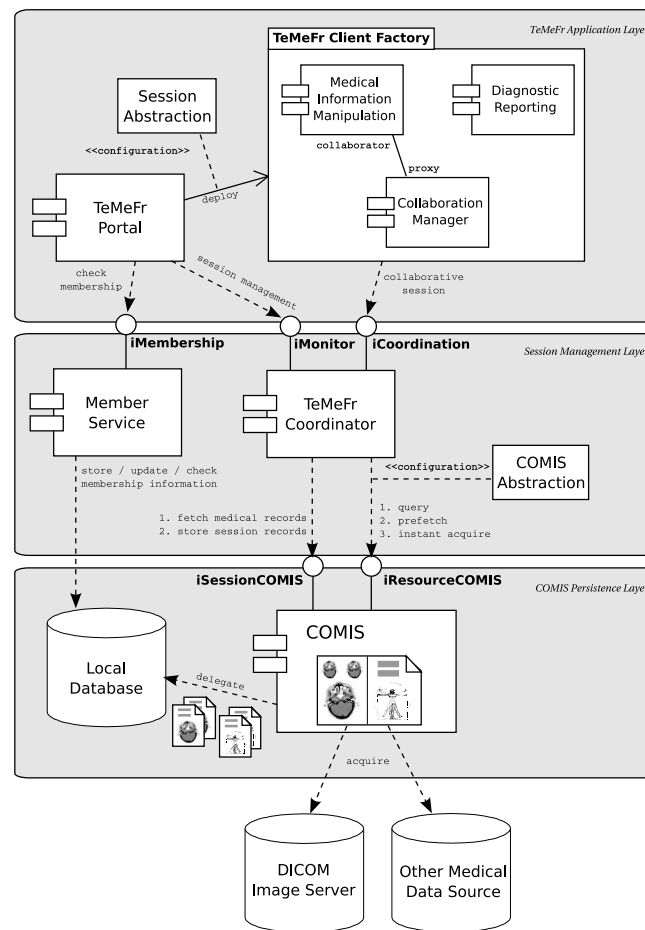 TeMeFr Application Laye
TeMeFr Client Factory
Session
Abstraction
Medical
Information
Manipulation
Diagnostic
Reporting
<<configuration>>
collaborator
proxy
deploy
TeMeFr
Portal
Collaboration
Manager
check
membership
session management
collaborative
session
iMembership
iMonitor
iCoordination
Session Management Laye
Member
Service
TeMeFr
Coordinator
<<configuration>>
COMIS
Abstraction
store / update / check
membership information
1. fetch medical records
2. store session records
1. query
2. prefetch
3. instant acquire
iSessionCOMIS
iResourceCOMIS
COMIS Persistence Laye
COMIS
Local
Database
delegate
acquire
DICOM
Image Server
Other Medical
Data Source